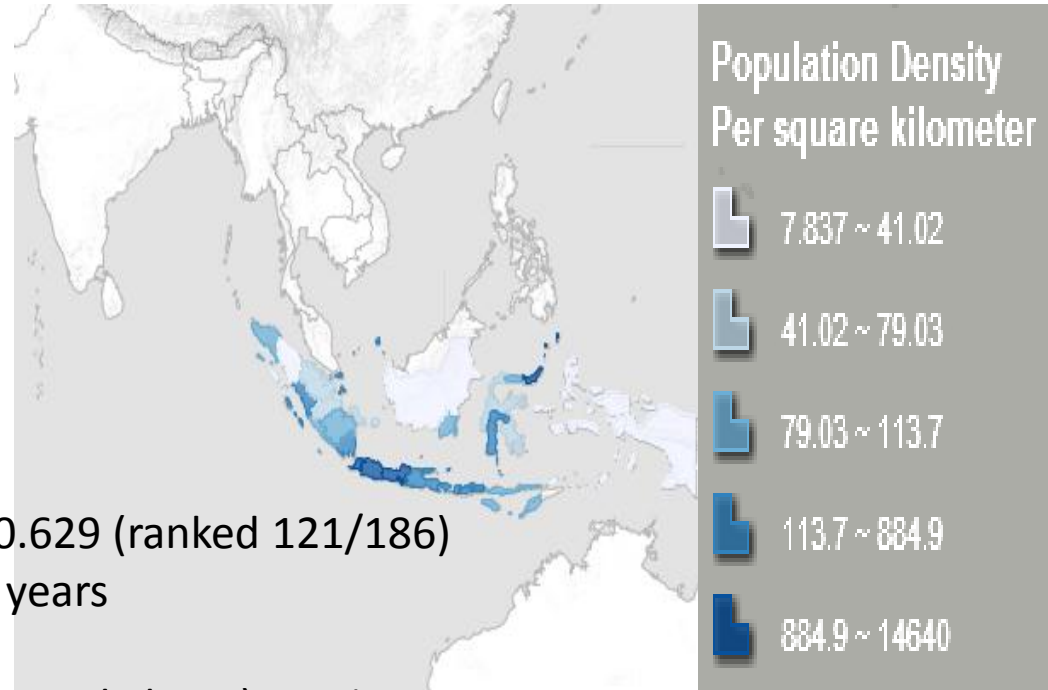 Population Density
Per square kilometer
7.837 ~ 41.02
41.02 ~ 79.03
79.03 ~ 113.7
113.7 ~ 884.9
884.9 ~ 14640
0.629 (ranked 121/186)
years